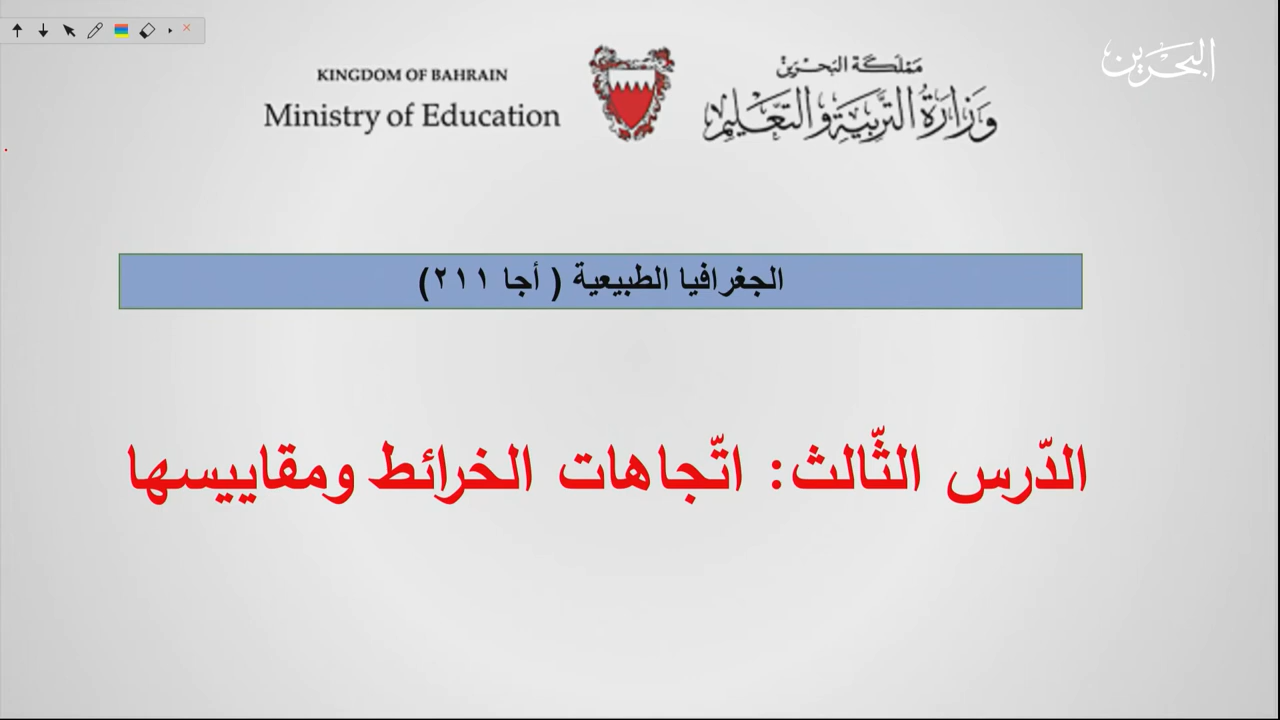 البحرين
KINGDOM OF BAHRAIN
Ministry of Education
مملكة البحرين
وزارة التربية والتعليم
الجغرافيا الطبيعية ( أجا ٢١١)
الدّرس الثّالث: اتّجاهات الخرائط ومقاييسها